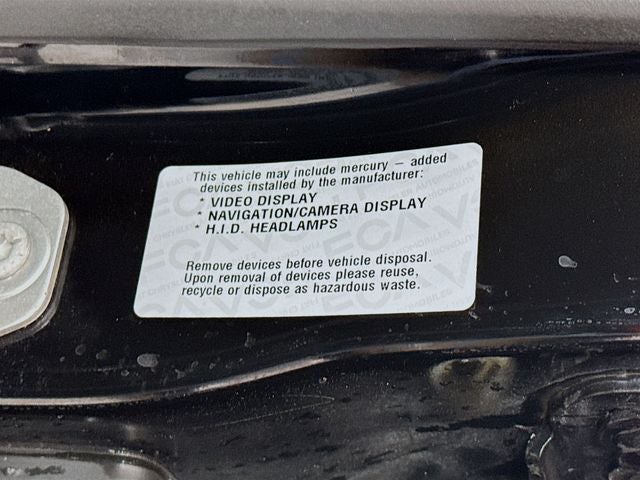 This vehicle may include mercury – added
devices installed by the manufacturer:
* VIDEO DISPLAY
* NAVIGATION/CAMERA DISPLAY
* H.I.D. HEADLAMPS
Remove devices before vehicle disposal.
Upon removal of devices please reuse,
recycle or dispose as hazardous waste.